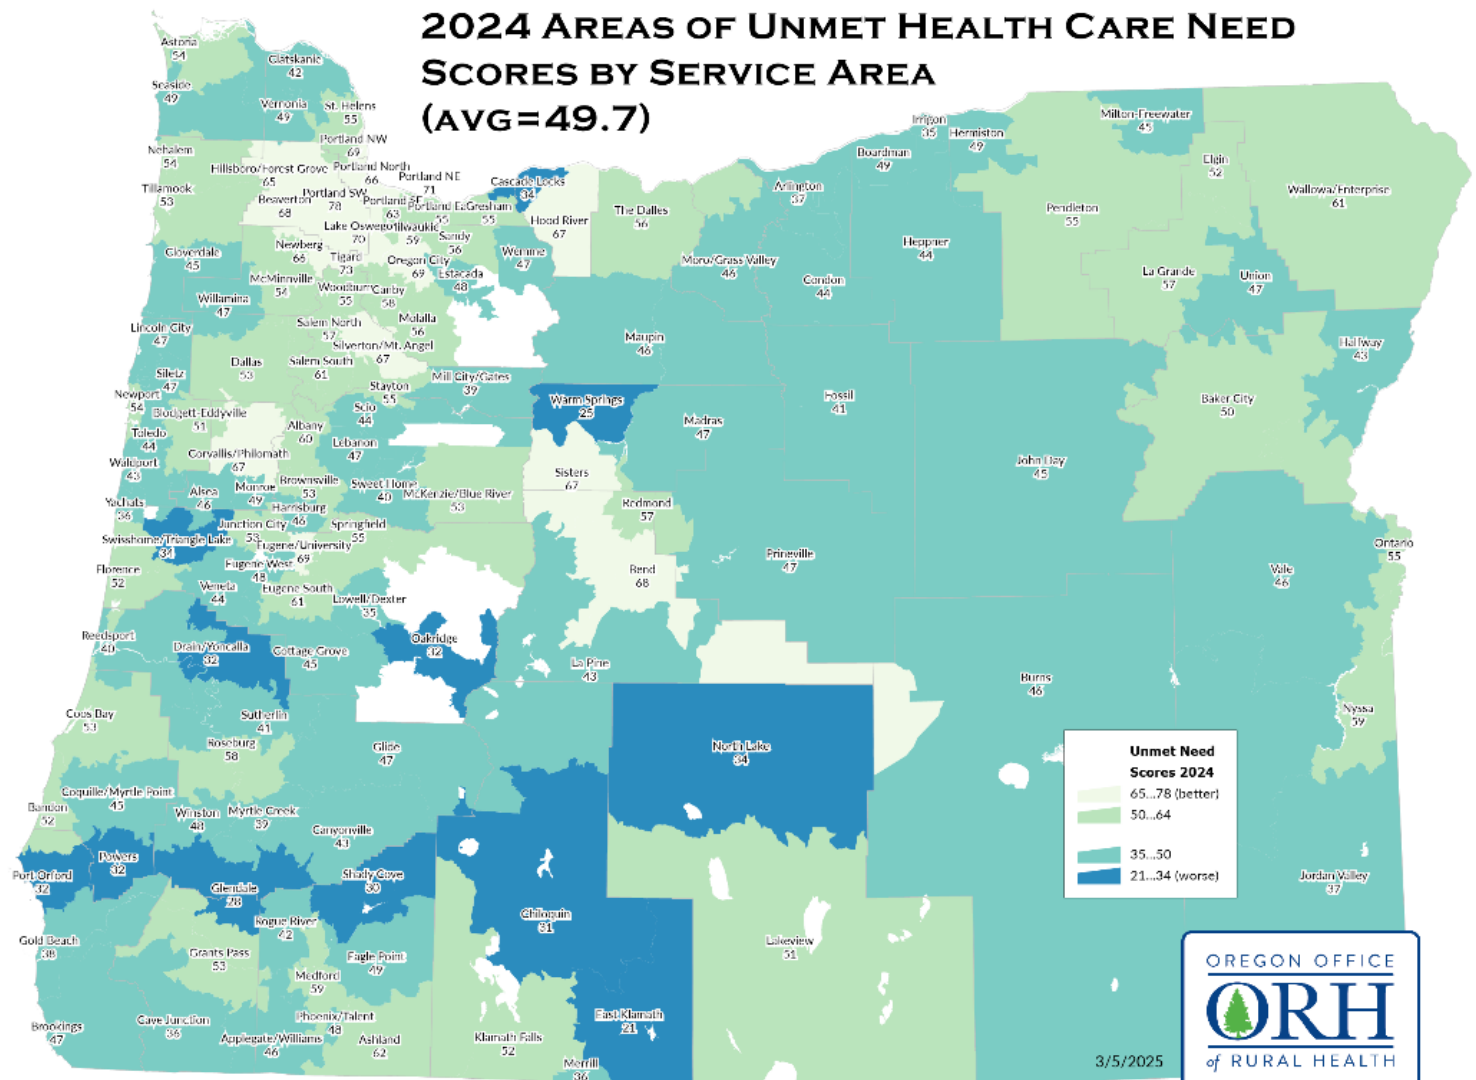 2024 Areas of Unmet Health Care Need
Scores by Service Area
(avg=49.7)
Astoria
54
Clatskanie
42
Seaside
49
Vernonia
49
St. Helens
55
Portland NW
69
Nehalem
54
Hillsboro/Forest Grove
65
Portland North
66
Portland NE
71
Tillamook
53
Beaverton
68
Portland SW
78
Portland SE
63
Portland Ea
55
Gresham
55
Cascade Locks
34
Hood River
67
The Dalles
56
Lake Oswego
70
Milwaukie
59
Sandy
56
Wemme
47
Cloverdale
45
Newberg
66
Tigard
73
Oregon City
69
Estacada
48
McMinnville
54
Woodburn
55
Canby
58
Willamina
47
Molalla
56
Salem North
57
Silverton/Mt. Angel
67
Lincoln City
47
Dallas
53
Salem South
61
Mill City/Gates
39
Siletz
47
Stayton
55
Newport
54
Blodgett-Eddyville
51
Scio
44
Albany
60
Toledo
44
Lebanon
47
Corvallis/Philomath
67
Waldport
43
Alsea
46
Monroe
49
Brownsville
53
Sweet Home
40
McKenzie/Blue River
53
Yachats
36
Harrisburg
46
Junction City
53
Springfield
55
Swisshome/Triangle Lake
34
Eugene/University
69
Eugene West
48
Florence
52
Veneta
44
Eugene South
61
Lowell/Dexter
35
Reedsport
40
Drain/Yoncalla
32
Cottage Grove
45
Oakridge
32
Irrigon
35
Hermiston
49
Boardman
49
Milton-Freewater
45
Arlington
37
Elgin
52
Wallowa/Enterprise
61
Pendleton
55
Heppner
44
Moro/Grass Valley
46
Condon
44
La Grande
57
Union
47
Maupin
46
Halfway
43
Warm Springs
25
Madras
47
Fossil
41
Baker City
50
John Day
45
Sisters
67
Redmond
57
Prineville
47
Bend
68
Ontario
55
Vale
46
La Pine
43
Burns
46
Nyssa
59
Coos Bay
53
Sutherlin
41
Roseburg
58
Glide
47
North Lake
34
Coquille/Myrtle Point
45
Bandon
52
Winston
48
Myrtle Creek
39
Canyonville
43
Port Orford
32
Powers
32
Glendale
28
Shady Cove
30
Rogue River
42
Chiloquin
31
Gold Beach
38
Grants Pass
53
Eagle Point
49
Medford
59
Lakeview
51
Brookings
47
Cave Junction
36
Applegate/Williams
46
Phoenix/Talent
48
Ashland
62
Klamath Falls
52
East Klamath
21
Merrill
36
Jordan Valley
37
Unmet Need
Scores 2024
65...78 (better)
50...64
35...50
21...34 (worse)
3/5/2025
OREGON OFFICE
ORH
of RURAL HEALTH